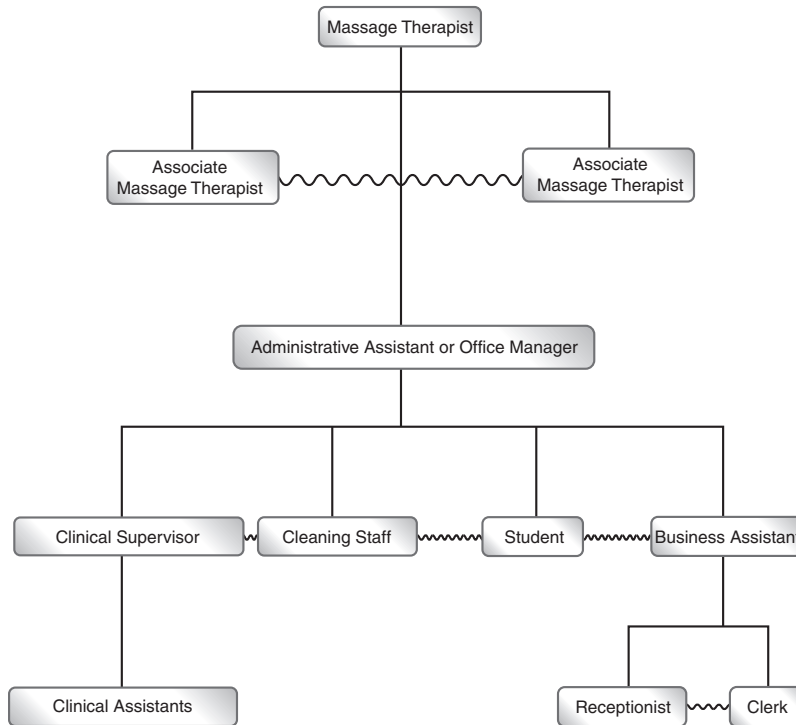 Massage Therapist
Associate
Massage Therapist
Associate
Massage Therapist
Administrative Assistant or Office Manager
Clinical Supervisor
Cleaning Staff
Student
Business Assistant
Clinical Assistants
Receptionist
Clerk